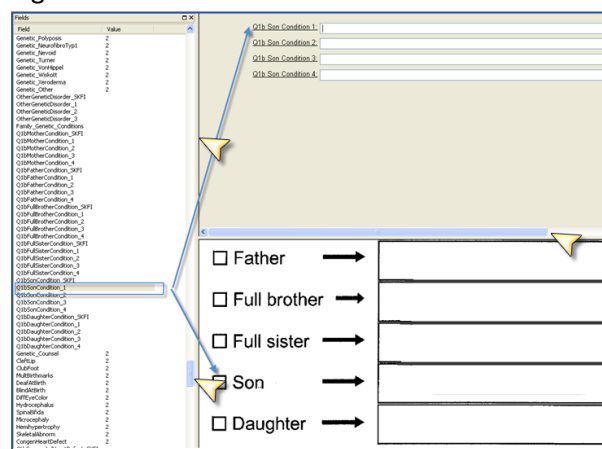 Fields
Field Value
Genetic_Polyposis 2
Genetic_NeurofibroTyp1 2
Genetic_Nevoid 2
Genetic_Turner 2
Genetic_VonHippel 2
Genetic_Wiskott 2
Genetic_Xeroderma 2
Genetic_Other 2
OtherGeneticDisorder_SKFI
OtherGeneticDisorder_1
OtherGeneticDisorder_2
OtherGeneticDisorder_3
Family_Genetic_Conditions
Q1bMotherCondition_SKFI
Q1bMotherCondition_1
Q1bMotherCondition_2
Q1bMotherCondition_3
Q1bMotherCondition_4
Q1bFatherCondition_SKFI
Q1bFatherCondition_1
Q1bFatherCondition_2
Q1bFatherCondition_3
Q1bFatherCondition_4
Q1bFullBrotherCondition_SKFI
Q1bFullBrotherCondition_1
Q1bFullBrotherCondition_2
Q1bFullBrotherCondition_3
Q1bFullBrotherCondition_4
Q1bFullSisterCondition_SKFI
Q1bFullSisterCondition_1
Q1bFullSisterCondition_2
Q1bFullSisterCondition_3
Q1bFullSisterCondition_4
Q1bSonCondition_SKFI
Q1bSonCondition_1
Q1bSonCondition_2
Q1bSonCondition_3
Q1bSonCondition_4
Q1bDaughterCondition_SKFI
Q1bDaughterCondition_1
Q1bDaughterCondition_2
Q1bDaughterCondition_3
Q1bDaughterCondition_4
Genetic_Counsel 2
CleftLip 2
ClubFoot 2
MultBirthmarks 2
DeafAtBirth 2
BlindAtBirth 2
DiffEyeColor 2
Hydrocephalus 2
SpinaBifida 2
Microcephaly 2
Hemihypertrophy 2
SkeletalAbnorm 2
CongenHeartDefect 2
Q1b Son Condition 1:
Q1b Son Condition 2:
Q1b Son Condition 3:
Q1b Son Condition 4:
Father
Full brother
Full sister
Son
Daughter